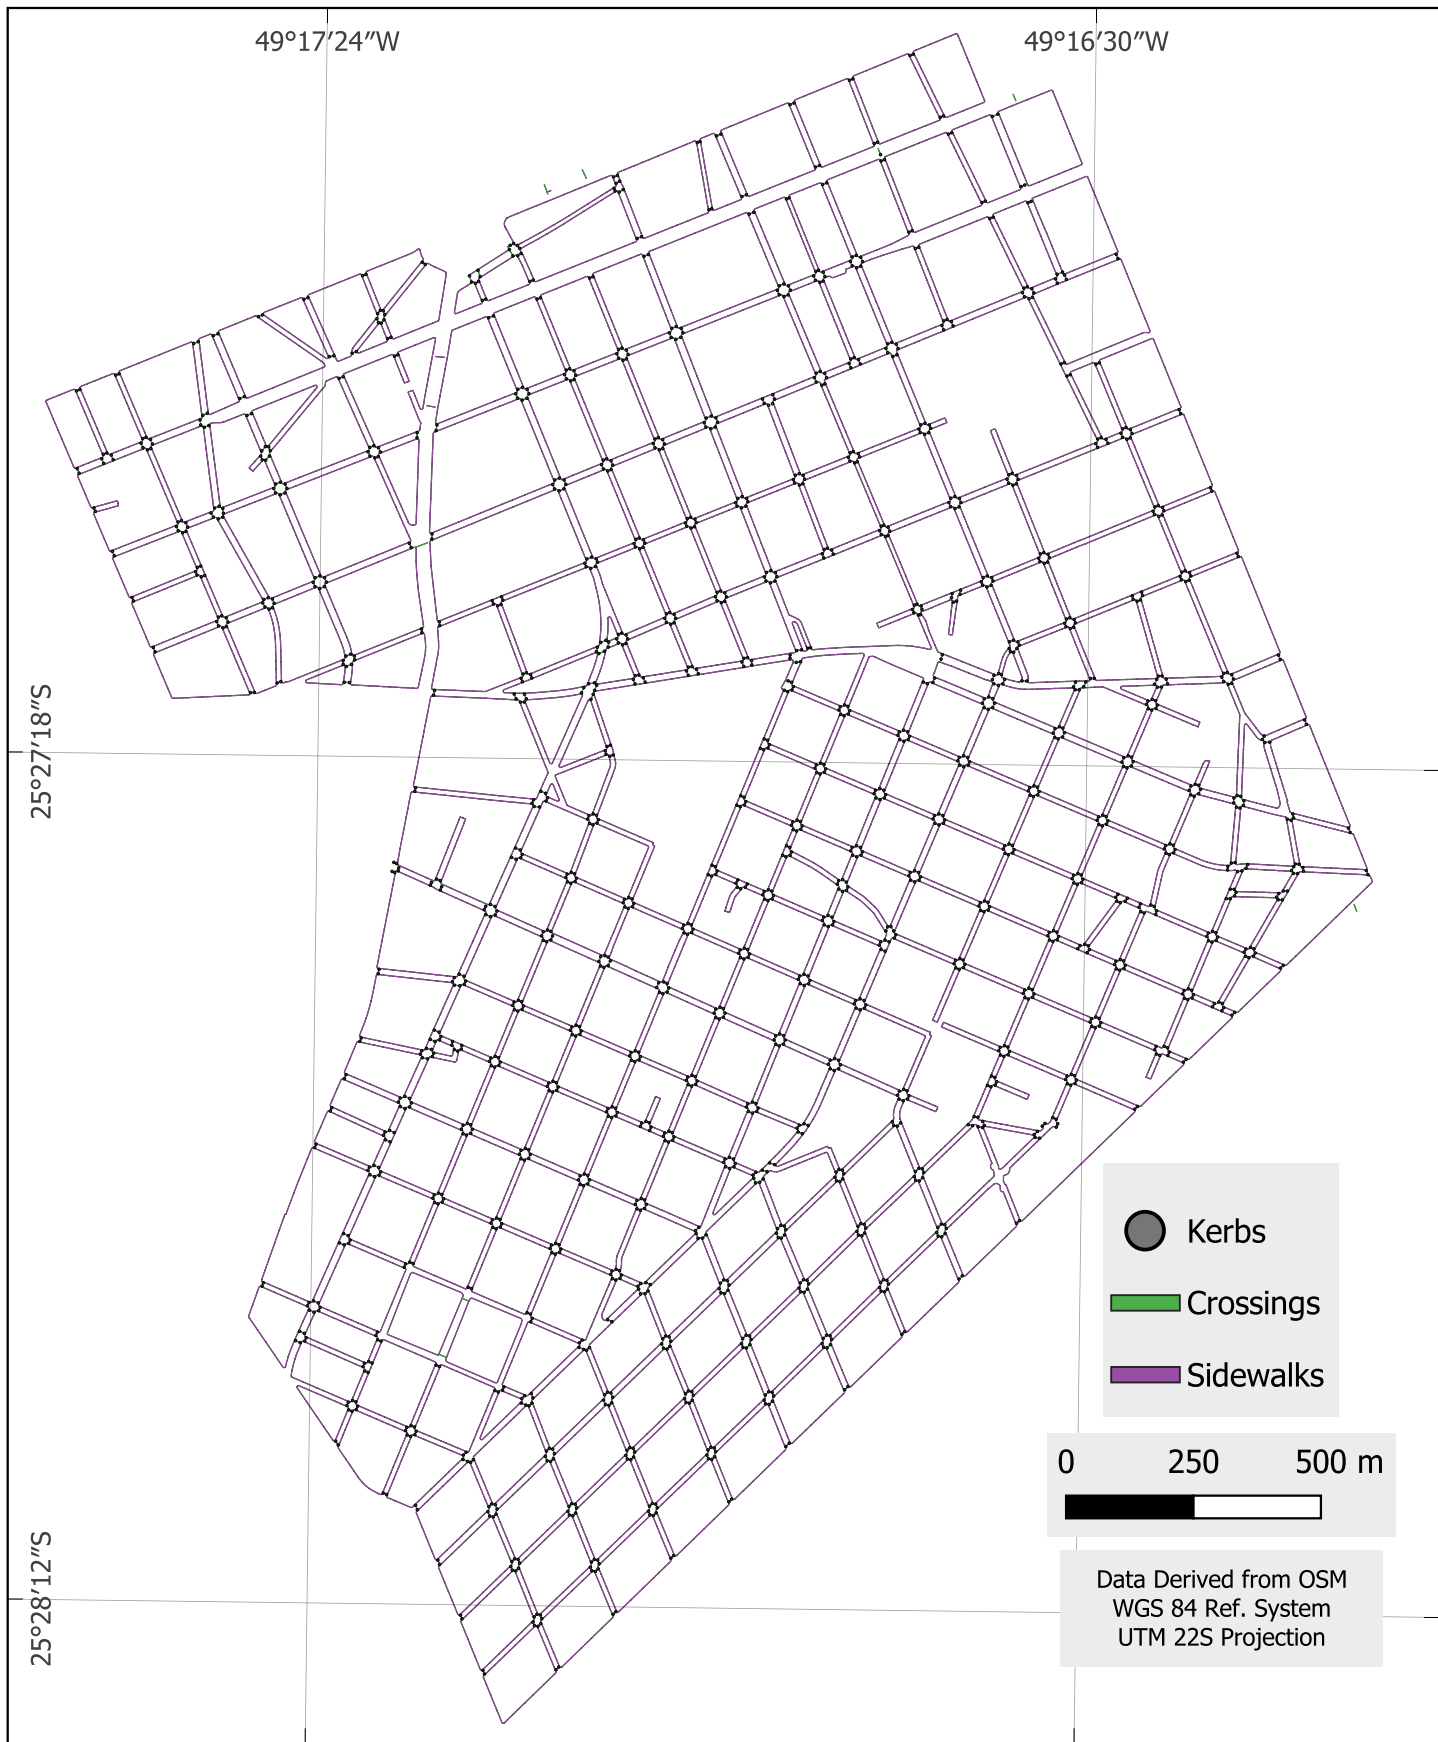 49°17′24″W
49°16′30″W
25°27′18″S
25°28′12″S
Kerbs
Crossings
Sidewalks
0 250 500 m
Data Derived from OSM
WGS 84 Ref. System
UTM 22S Projection